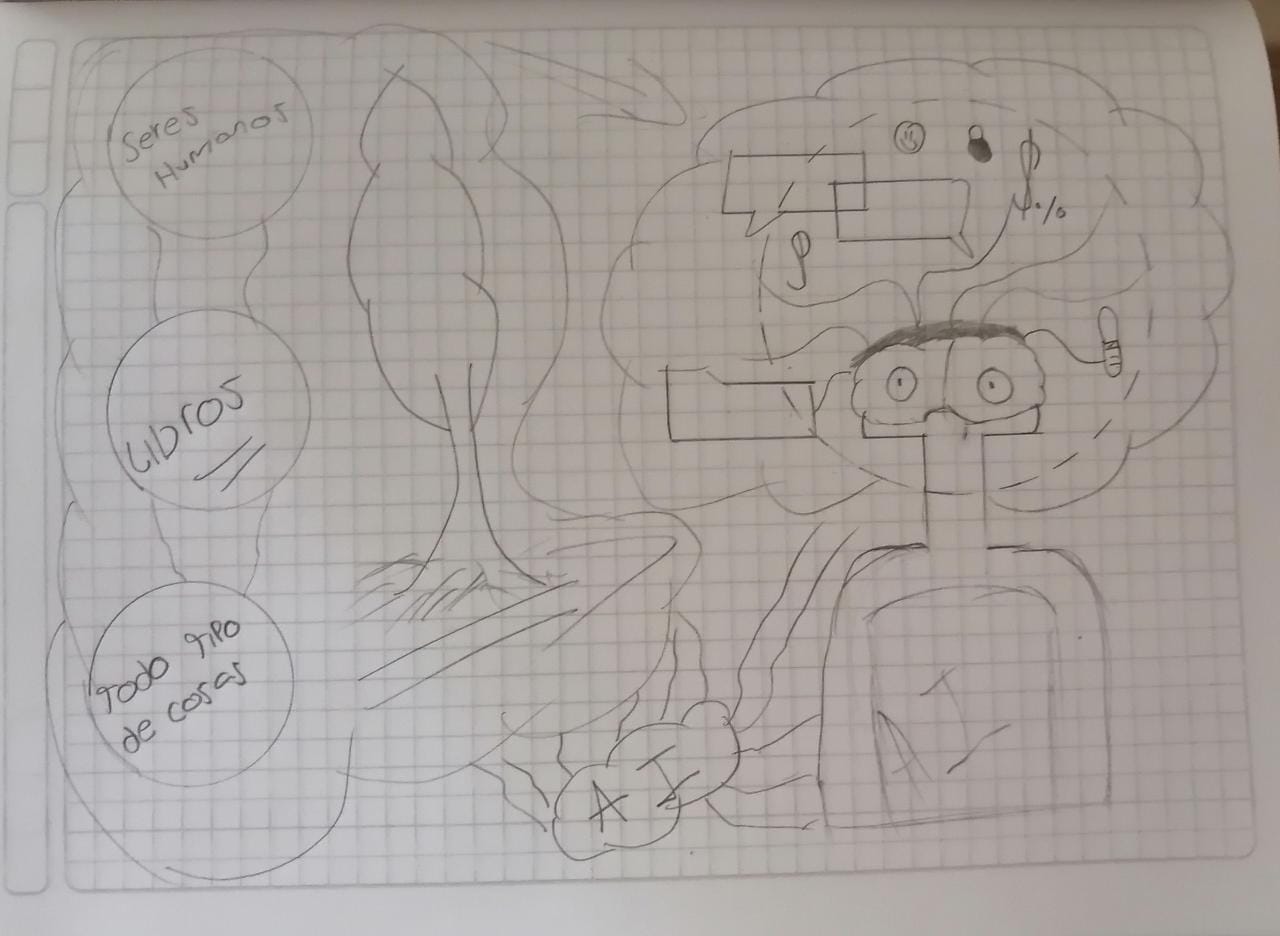 Seres
Humanos
Libros
Todo tipo
de cosas
$
%
AI
AI